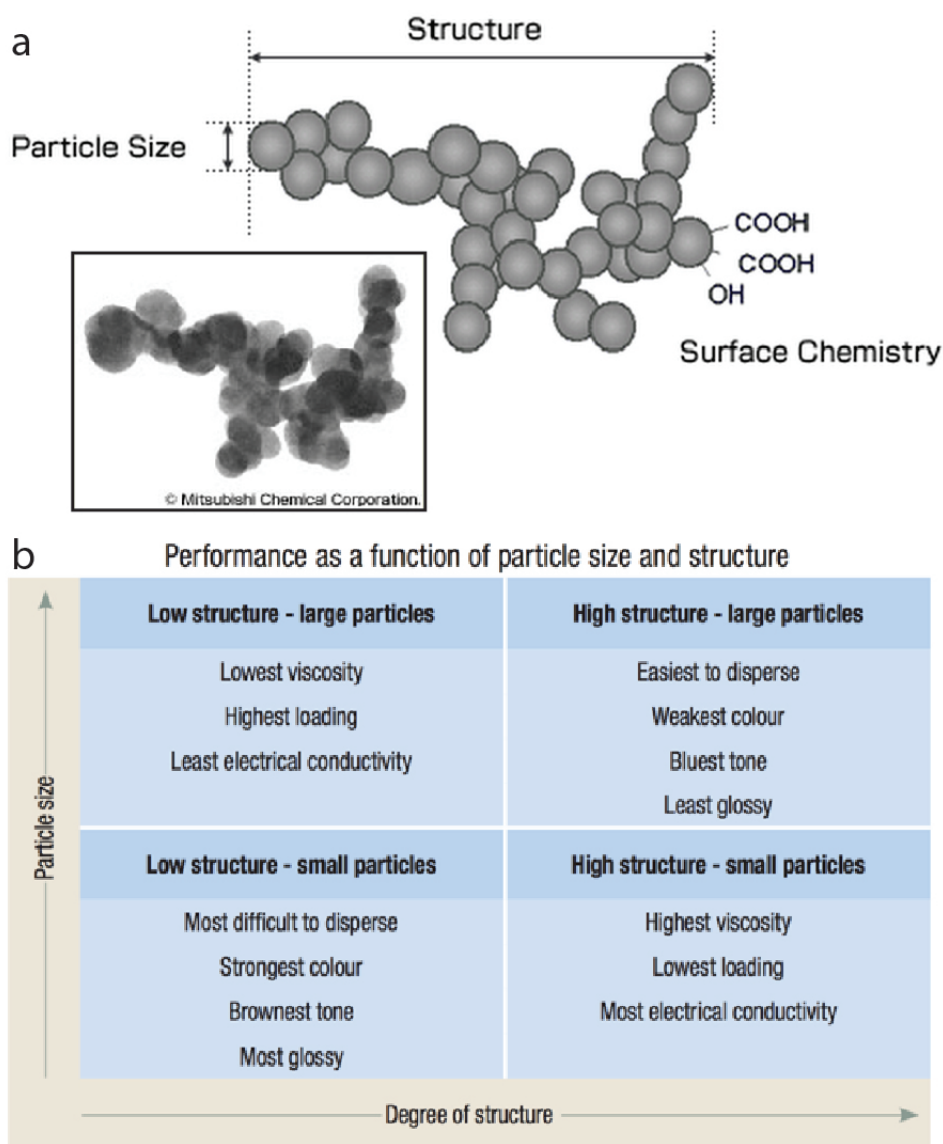 a
Structure
Particle Size
COOH
COOH
OH
Surface Chemistry
© Mitsubishi Chemical Corporation.
b
Performance as a function of particle size and structure
Particle size
Low structure - large particles
Lowest viscosity
Highest loading
Least electrical conductivity
High structure - large particles
Easiest to disperse
Weakest colour
Bluest tone
Least glossy
Low structure - small particles
Most difficult to disperse
Strongest colour
Brownest tone
Most glossy
High structure - small particles
Highest viscosity
Lowest loading
Most electrical conductivity
Degree of structure